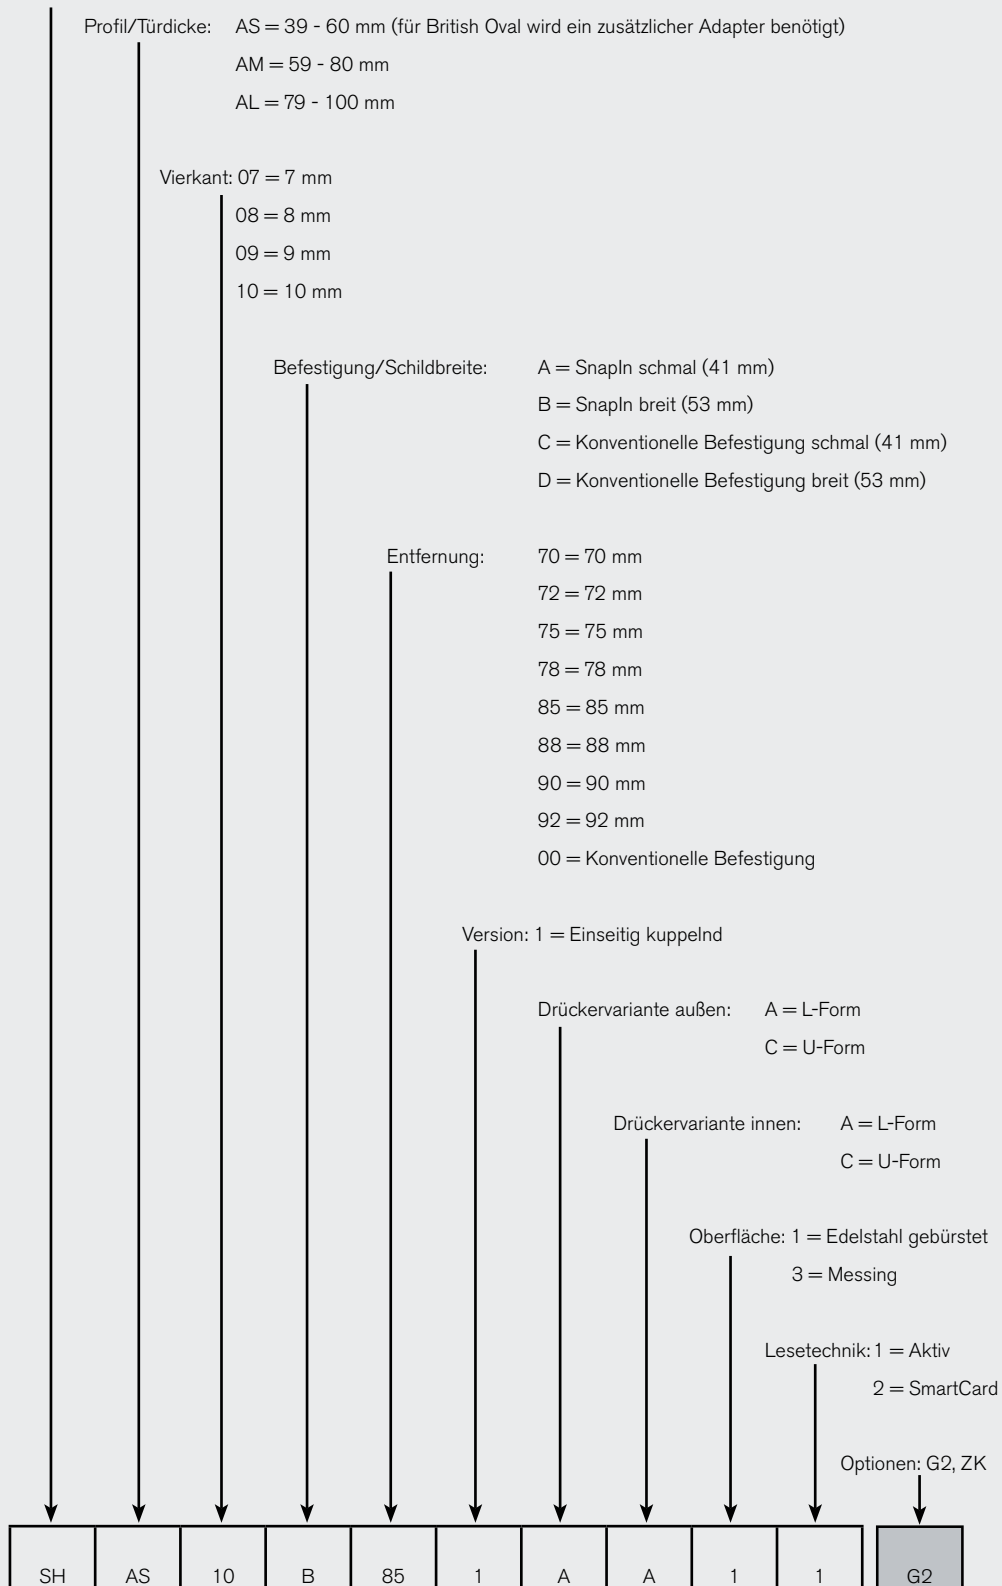 Profil/Türdicke: AS = 39 - 60 mm (für British Oval wird ein zusätzlicher Adapter benötigt)
AM = 59 - 80 mm
AL = 79 - 100 mm
Vierkant: 07 = 7 mm
08 = 8 mm
09 = 9 mm
10 = 10 mm
Befestigung/Schildbreite: A = SnapIn schmal (41 mm)
B = SnapIn breit (53 mm)
C = Konventionelle Befestigung schmal (41 mm)
D = Konventionelle Befestigung breit (53 mm)
Entfernung: 70 = 70 mm
72 = 72 mm
75 = 75 mm
78 = 78 mm
85 = 85 mm
88 = 88 mm
90 = 90 mm
92 = 92 mm
00 = Konventionelle Befestigung
Version: 1 = Einseitig kuppelnd
Drückervariante außen: A = L-Form
C = U-Form
Drückervariante innen: A = L-Form
C = U-Form
Oberfläche: 1 = Edelstahl gebürstet
3 = Messing
Lesetechnik: 1 = Aktiv
2 = SmartCard
Optionen: G2, ZK
SH AS 10 B 85 1 A A 1 1 G2